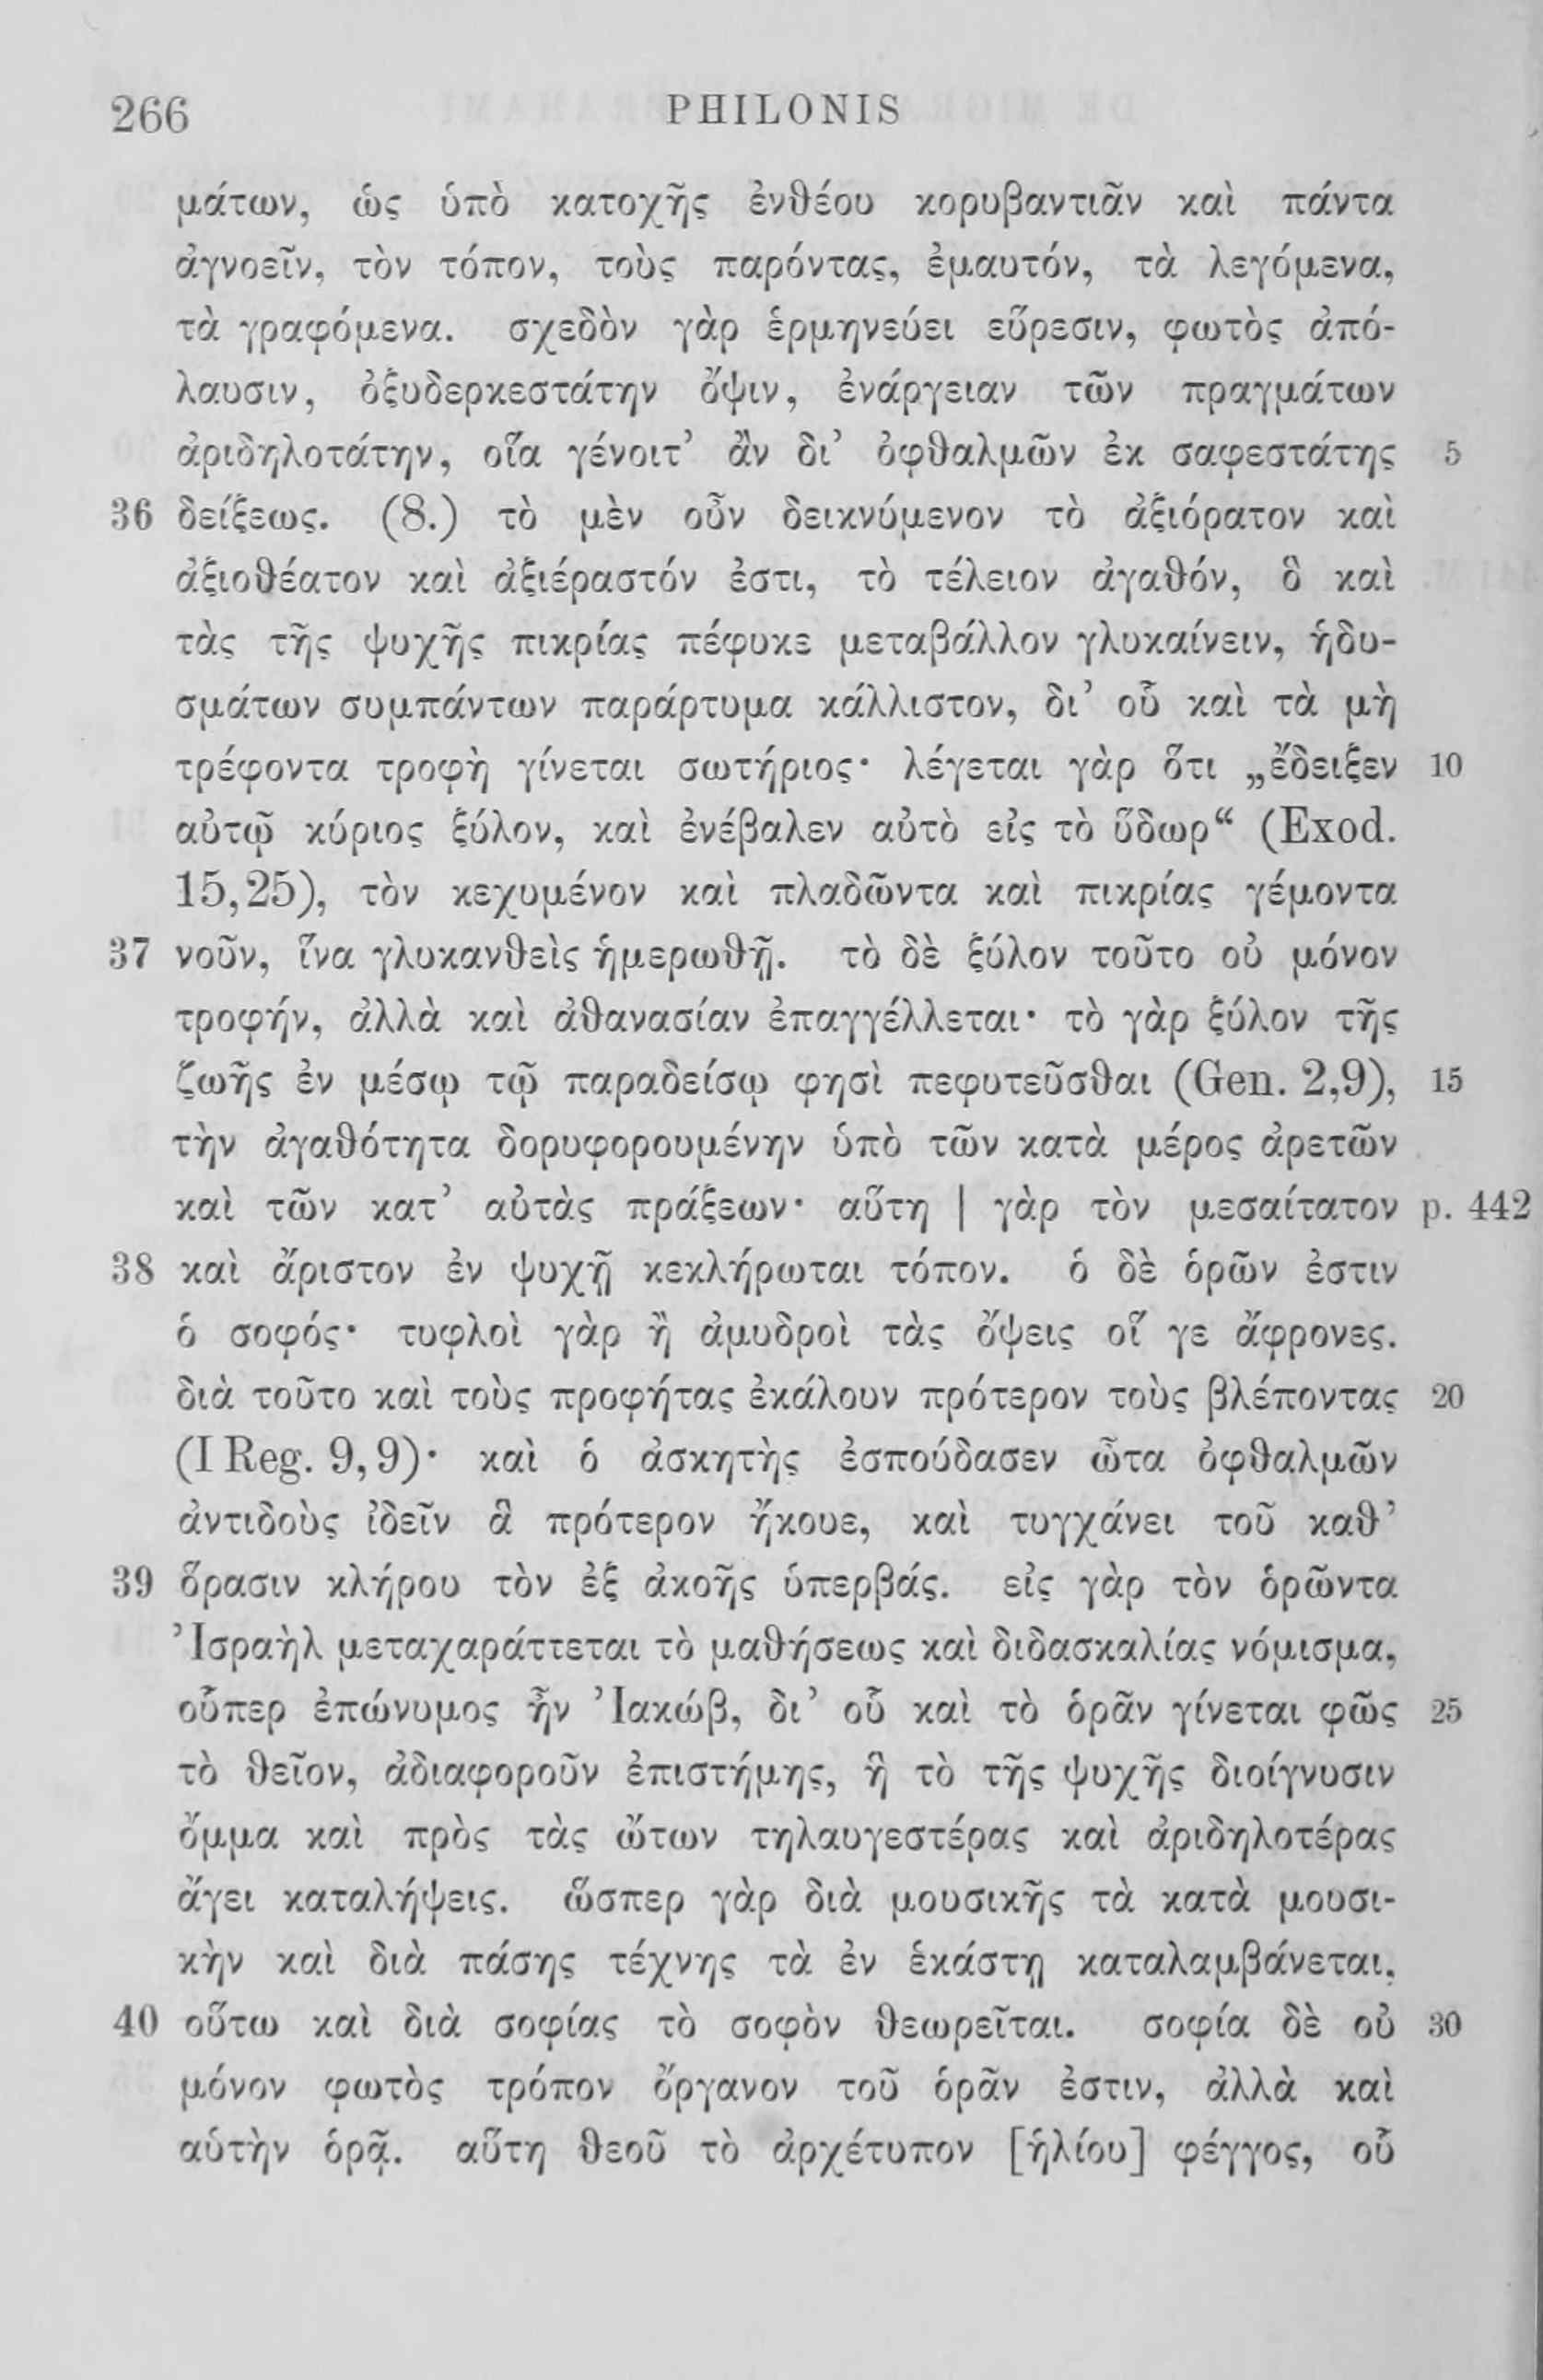 266 PHILONIS
μάτων, ὡς ὑπὸ κατοχῆς ἐνθέου κορυβαντιᾶν καὶ πάντα
ἀγνοεῖν, τὸν τόπον, τοὺς παρόντας, ἐμαυτόν, τὰ λεγόμενα,
τὰ γραφόμενα. σχεδὸν γὰρ ἑρμηνεύει εὕρεσιν, φωτὸς ἀπό-
λαυσιν, ὀξυδερκεστάτην ὄψιν, ἐνάργειαν τῶν πραγμάτων
ἀριδηλοτάτην, οἵα γένοιτ’ ἂν δι’ ὀφθαλμῶν ἐκ σαφεστάτης 5
36 δείξεως. (8.) τὸ μὲν οὖν δεικνύμενον τὸ ἀξιόρατον καὶ
ἀξιοθέατον καὶ ἀξιέραστόν ἐστι, τὸ τέλειον ἀγαθόν, ὃ καὶ
τὰς τῆς ψυχῆς πικρίας πέφυκε μεταβάλλον γλυκαίνειν, ἡδυ-
σμάτων συμπάντων παράρτυμα κάλλιστον, δι’ οὗ καὶ τὰ μὴ
τρέφοντα τροφὴ γίνεται σωτήριος· λέγεται γὰρ ὅτι „ἔδειξεν 10
αὐτῷ κύριος ξύλον, καὶ ἐνέβαλεν αὐτὸ εἰς τὸ ὕδωρ“ (Exod.
15,25), τὸν κεχυμένον καὶ πλαδῶντα καὶ πικρίας γέμοντα
37 νοῦν, ἵνα γλυκανθεὶς ἡμερωθῇ. τὸ δὲ ξύλον τοῦτο οὐ μόνον
τροφήν, ἀλλὰ καὶ ἀθανασίαν ἐπαγγέλλεται· τὸ γὰρ ξύλον τῆς
ζωῆς ἐν μέσῳ τῷ παραδείσῳ φησὶ πεφυτεῦσθαι (Gen. 2,9), 15
τὴν ἀγαθότητα δορυφορουμένην ὑπὸ τῶν κατὰ μέρος ἀρετῶν
καὶ τῶν κατ’ αὐτὰς πράξεων· αὕτη | γὰρ τὸν μεσαίτατον p. 442
38 καὶ ἄριστον ἐν ψυχῇ κεκλήρωται τόπον. ὁ δὲ ὁρῶν ἐστιν
ὁ σοφός· τυφλοὶ γὰρ ἢ ἀμυδροὶ τὰς ὄψεις οἵ γε ἄφρονες.
διὰ τοῦτο καὶ τοὺς προφήτας ἐκάλουν πρότερον τοὺς βλέποντας 20
(I Reg. 9,9)· καὶ ὁ ἀσκητὴς ἐσπούδασεν ὦτα ὀφθαλμῶν
ἀντιδοὺς ἰδεῖν ἃ πρότερον ἤκουε, καὶ τυγχάνει τοῦ καθ’
39 ὅρασιν κλήρου τὸν ἐξ ἀκοῆς ὑπερβάς. εἰς γὰρ τὸν ὁρῶντα
Ἰσραὴλ μεταχαράττεται τὸ μαθήσεως καὶ διδασκαλίας νόμισμα,
οὗπερ ἐπώνυμος ἦν Ἰακώβ, δι’ οὗ καὶ τὸ ὁρᾶν γίνεται φῶς 25
τὸ θεῖον, ἀδιαφοροῦν ἐπιστήμης, ἣ τὸ τῆς ψυχῆς διοίγνυσιν
ὄμμα καὶ πρὸς τὰς ὤτων τηλαυγεστέρας καὶ ἀριδηλοτέρας
ἄγει καταλήψεις. ὥσπερ γὰρ διὰ μουσικῆς τὰ κατὰ μουσι-
κὴν καὶ διὰ πάσης τέχνης τὰ ἐν ἑκάστῃ καταλαμβάνεται,
40 οὕτω καὶ διὰ σοφίας τὸ σοφὸν θεωρεῖται. σοφία δὲ οὐ 30
μόνον φωτὸς τρόπον ὄργανον τοῦ ὁρᾶν ἐστιν, ἀλλὰ καὶ
αὑτὴν ὁρᾷ. αὕτη θεοῦ τὸ ἀρχέτυπον [ἡλίου] φέγγος, οὗ